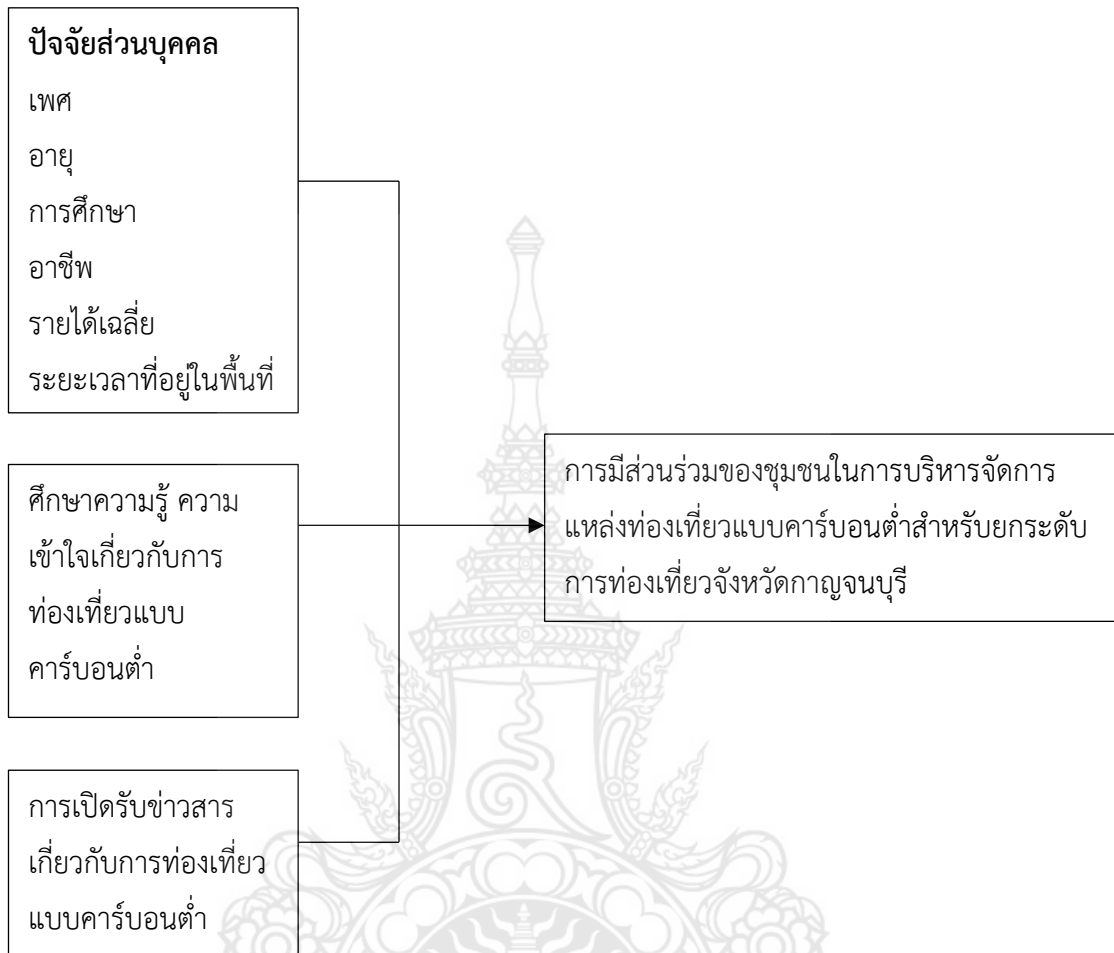 ปัจจัยส่วนบุคคล
เพศ
อายุ
การศึกษา
อาชีพ
รายได้เฉลี่ย
ระยะเวลาที่อยู่ในพื้นที่
ศึกษาความรู้ ความ
เข้าใจเกี่ยวกับการ
ท่องเที่ยวแบบ
คาร์บอนต่ำ
การเปิดรับข่าวสาร
เกี่ยวกับการท่องเที่ยว
แบบคาร์บอนต่ำ
การมีส่วนร่วมของชุมชนในการบริหารจัดการ
แหล่งท่องเที่ยวแบบคาร์บอนต่ำสำหรับยกระดับ
การท่องเที่ยวจังหวัดกาญจนบุรี